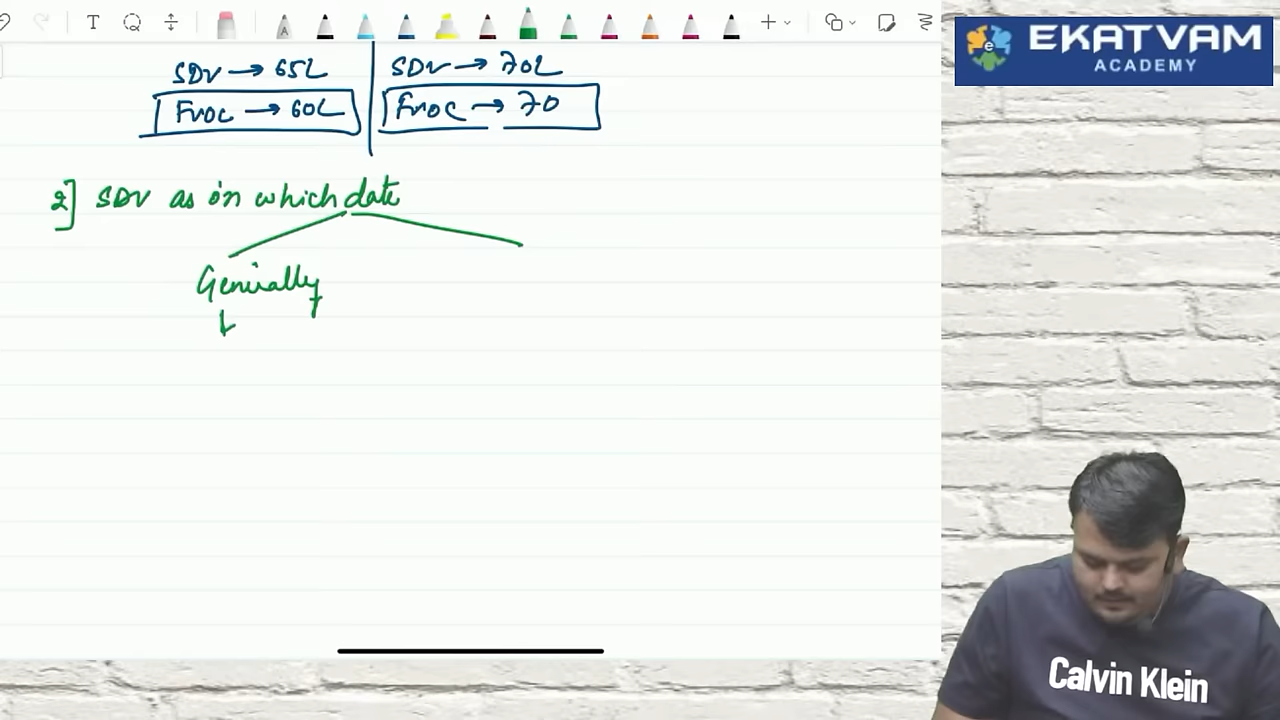 SDV → 65L
SDV → 70L
FVOC → 60L
FVOC → 70
2] SDV as on which date
Generally
EKATVAM
ACADEMY
Calvin Klein
T
A
e